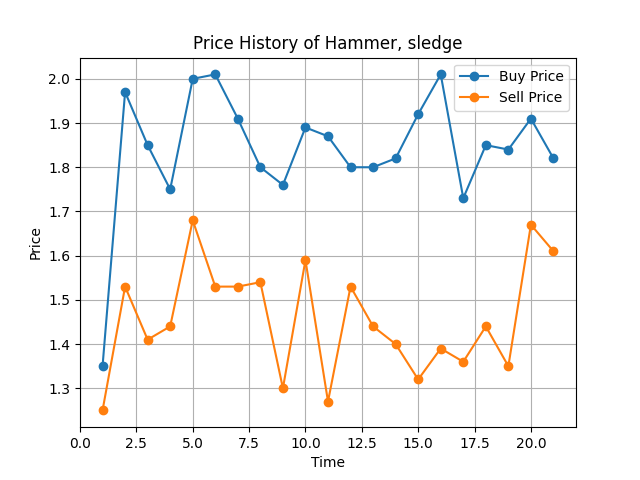 Price History of Hammer, sledge
Buy Price
Sell Price
Price
2.0
1.9
1.8
1.7
1.6
1.5
1.4
1.3
0.0 2.5 5.0 7.5 10.0 12.5 15.0 17.5 20.0
Time